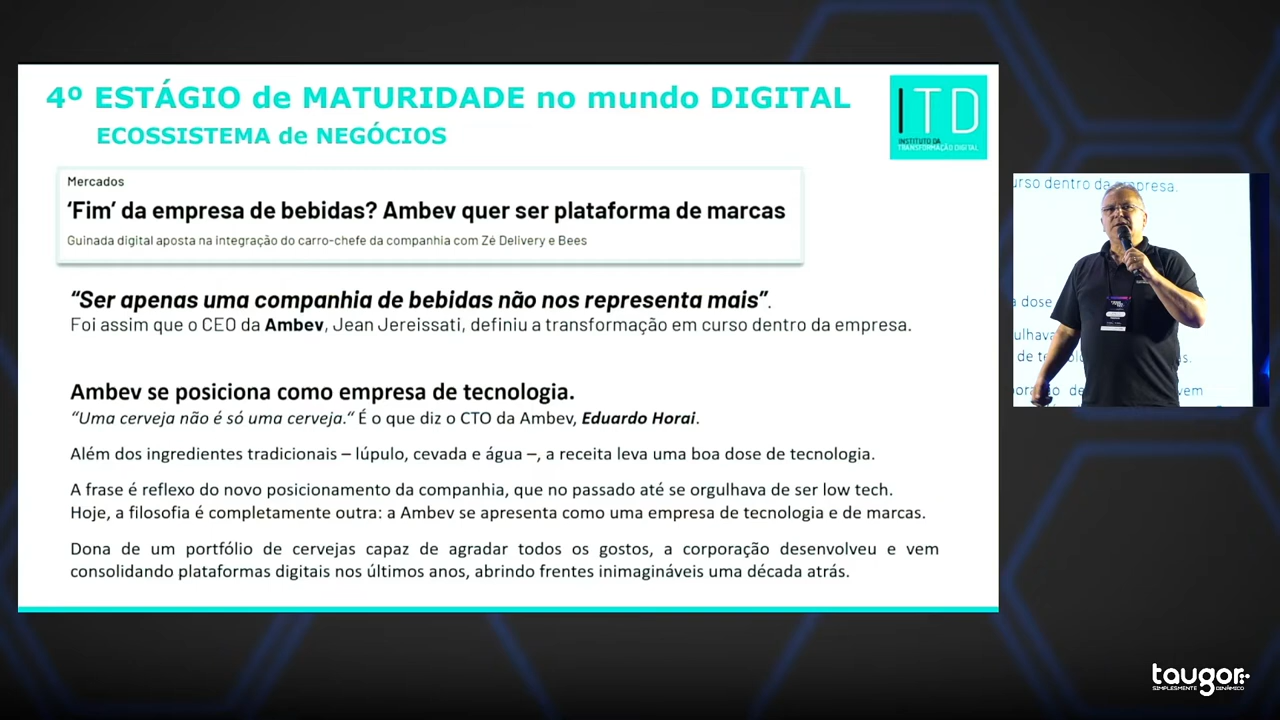 4º ESTÁGIO de MATURIDADE no mundo DIGITAL
ECOSSISTEMA de NEGÓCIOS
ITD
INSTITUTO DA
TRANSFORMAÇÃO DIGITAL
Mercados
‘Fim’ da empresa de bebidas? Ambev quer ser plataforma de marcas
Guinada digital aposta na integração do carro-chefe da companhia com Zé Delivery e Bees
“Ser apenas uma companhia de bebidas não nos representa mais”.
Foi assim que o CEO da Ambev, Jean Jereissati, definiu a transformação em curso dentro da empresa.
Ambev se posiciona como empresa de tecnologia.
“Uma cerveja não é só uma cerveja.“ É o que diz o CTO da Ambev, Eduardo Horai.
Além dos ingredientes tradicionais – lúpulo, cevada e água –, a receita leva uma boa dose de tecnologia.
A frase é reflexo do novo posicionamento da companhia, que no passado até se orgulhava de ser low tech.
Hoje, a filosofia é completamente outra: a Ambev se apresenta como uma empresa de tecnologia e de marcas.
Dona de um portfólio de cervejas capaz de agradar todos os gostos, a corporação desenvolveu e vem
consolidando plataformas digitais nos últimos anos, abrindo frentes inimagináveis uma década atrás.
urso dentro da empresa.
a dose
ulhava
de
as.
vem
taugor
SIMPLESMENTE DINÂMICO